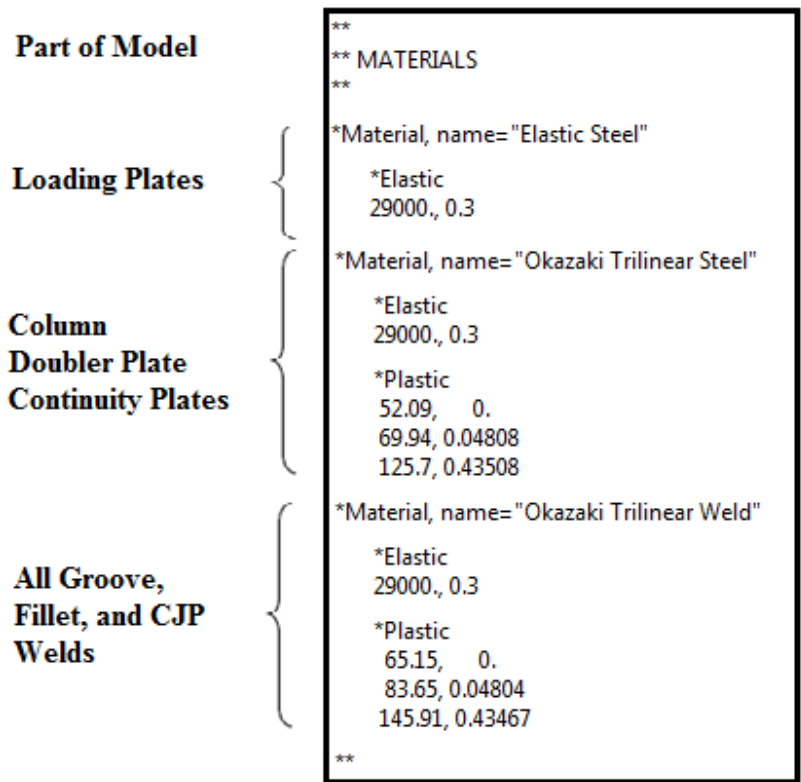 Part of Model
Loading Plates
Column
Doubler Plate
Continuity Plates
All Groove,
Fillet, and CJP
Welds
**
** MATERIALS
**
*Material, name="Elastic Steel"
*Elastic
29000., 0.3
*Material, name="Okazaki Trilinear Steel"
*Elastic
29000., 0.3
*Plastic
52.09, 0.
69.94, 0.04808
125.7, 0.43508
*Material, name="Okazaki Trilinear Weld"
*Elastic
29000., 0.3
*Plastic
65.15, 0.
83.65, 0.04804
145.91, 0.43467
**